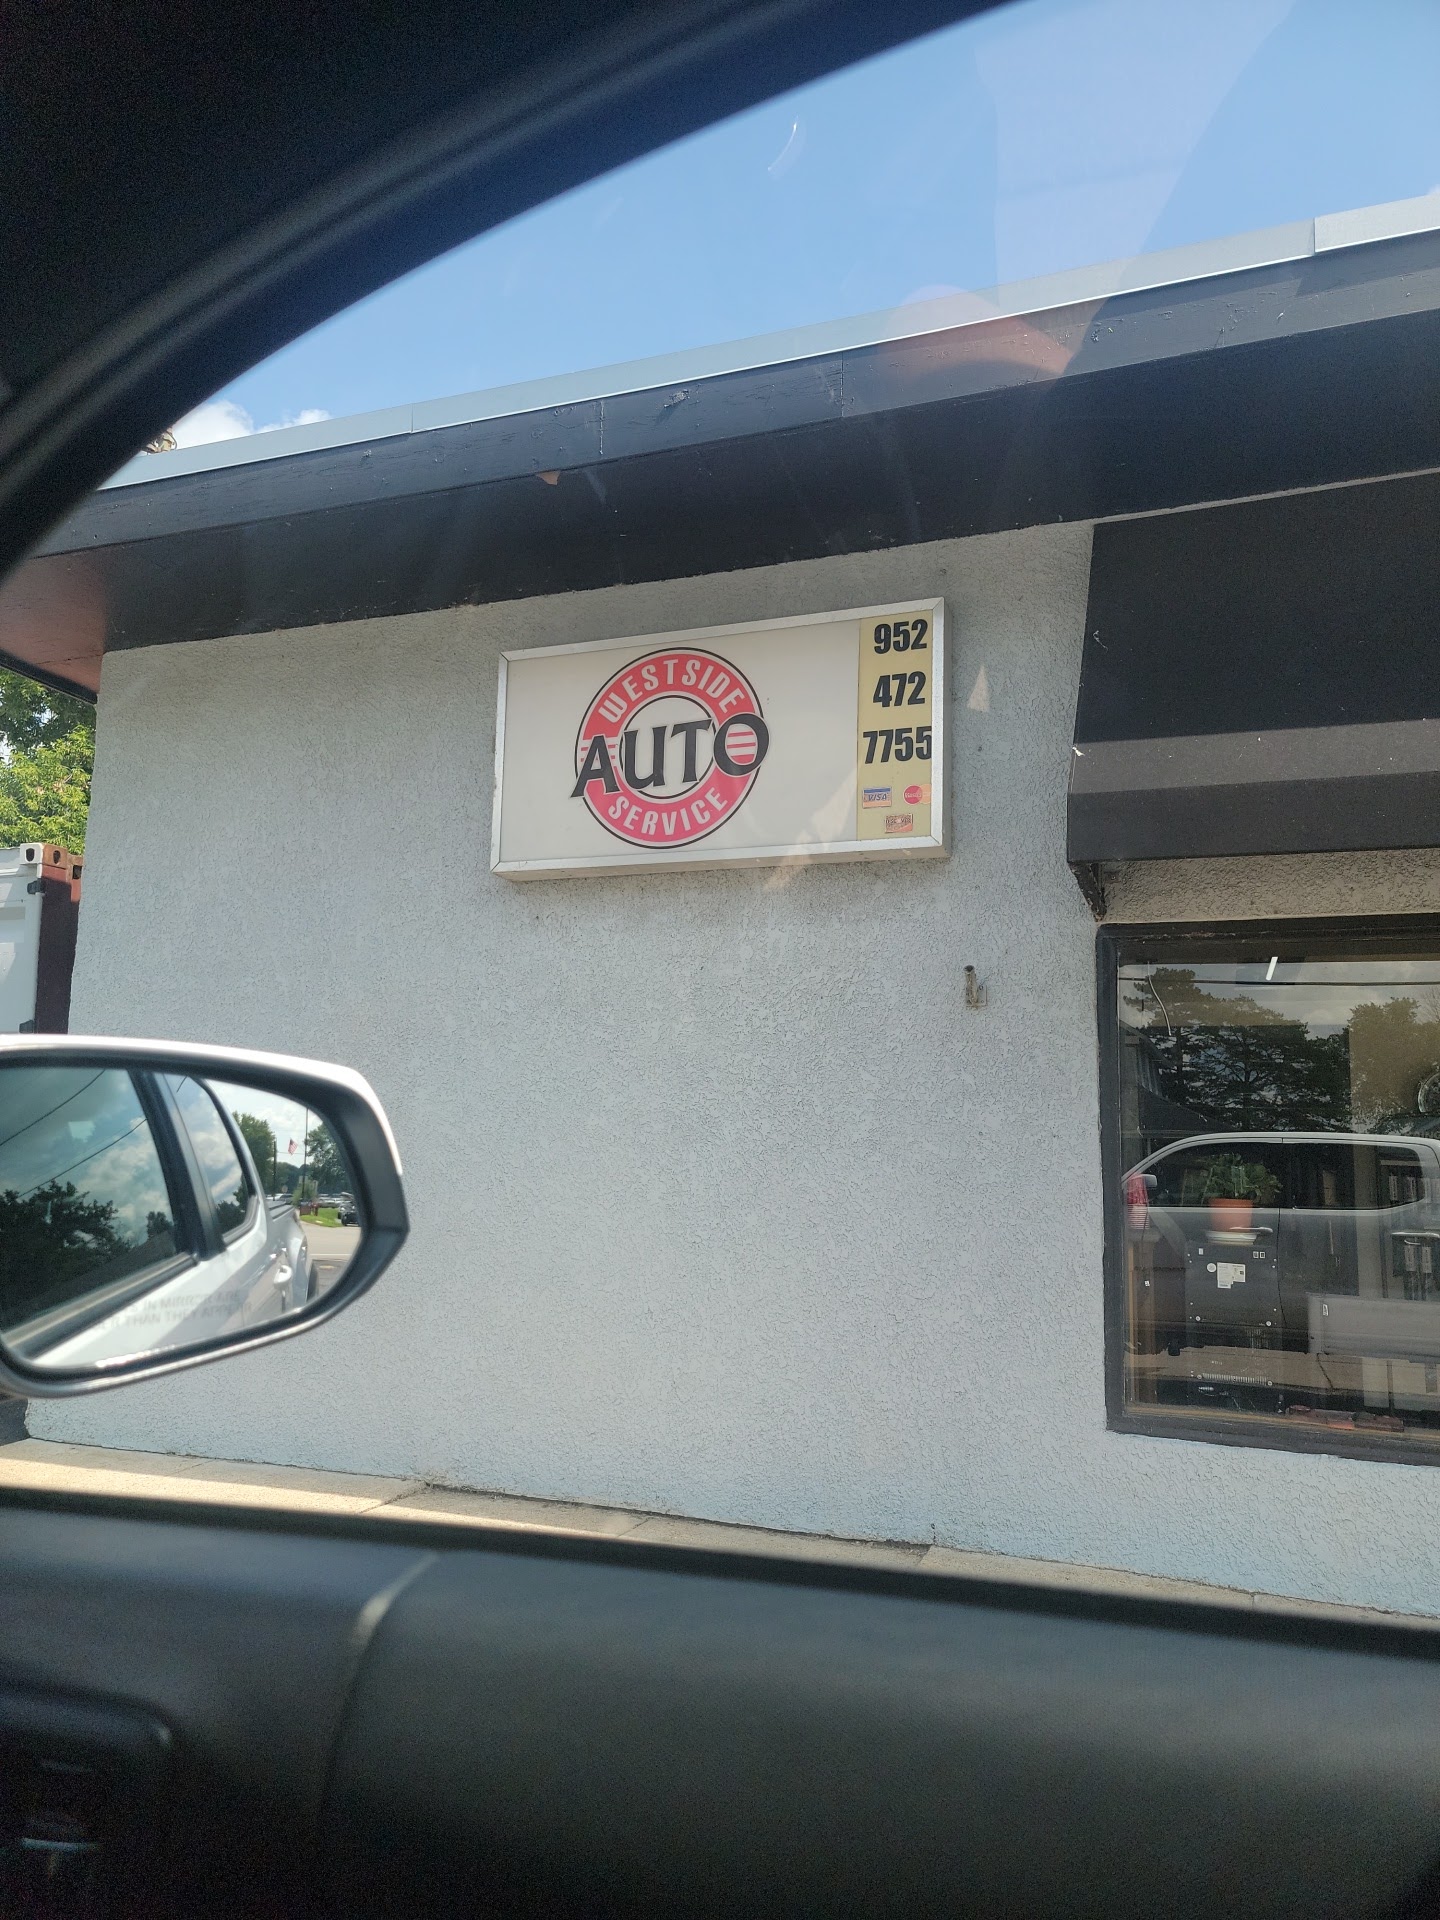 WESTSIDE
AUTO
SERVICE
952
472
7755
VISA